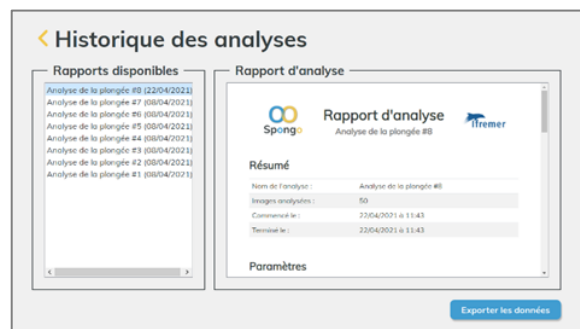 Historique des analyses
Rapports disponibles
Analyse de la plongée #8 (22/04/2021)
Analyse de la plongée #7 (08/04/2021)
Analyse de la plongée #6 (08/04/2021)
Analyse de la plongée #5 (08/04/2021)
Analyse de la plongée #4 (08/04/2021)
Analyse de la plongée #3 (08/04/2021)
Analyse de la plongée #2 (08/04/2021)
Analyse de la plongée #1 (08/04/2021)
Rapport d'analyse
Spongo
Rapport d'analyse
Analyse de la plongée #8
ifremer
Résumé
Nom de l'analyse : Analyse de la plongée #8
Images analysées : 50
Commencé le : 22/04/2021 à 11:43
Terminé le : 22/04/2021 à 11:43
Paramètres
Exporter les données